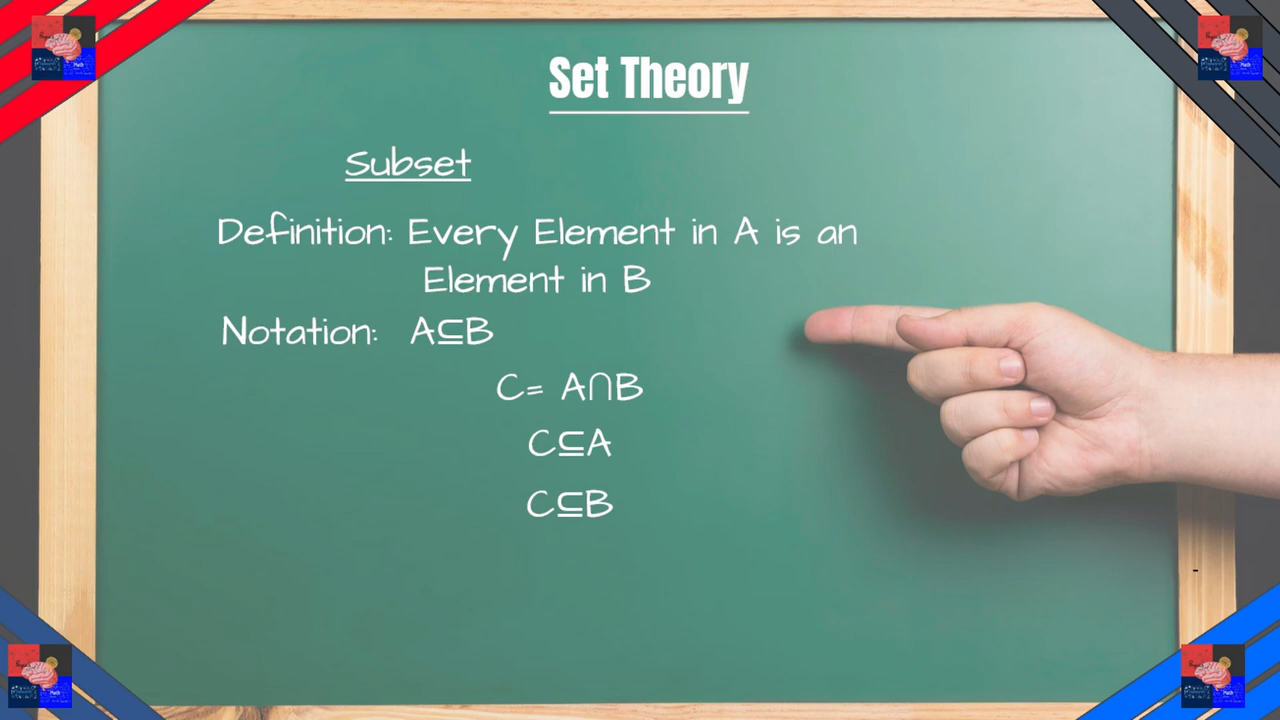 Set Theory
Subset
Definition: Every Element in A is an
Element in B
Notation: A⊆B
C= A∩B
C⊆A
C⊆B